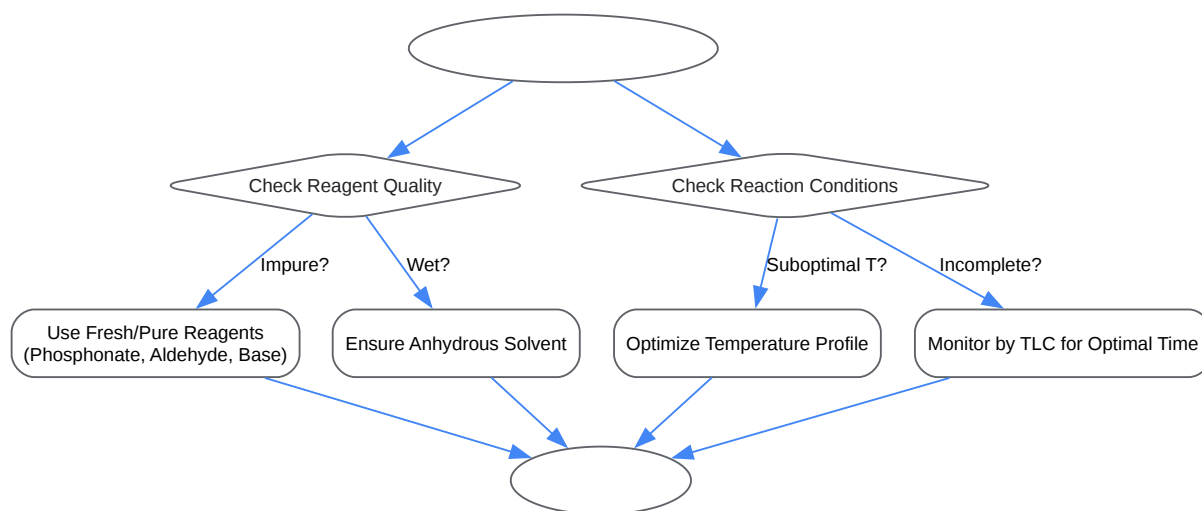 Check Reagent Quality
Check Reaction Conditions
Impure?
Wet?
Suboptimal T?
Incomplete?
Use Fresh/Pure Reagents
(Phosphonate, Aldehyde, Base)
Ensure Anhydrous Solvent
Optimize Temperature Profile
Monitor by TLC for Optimal Time